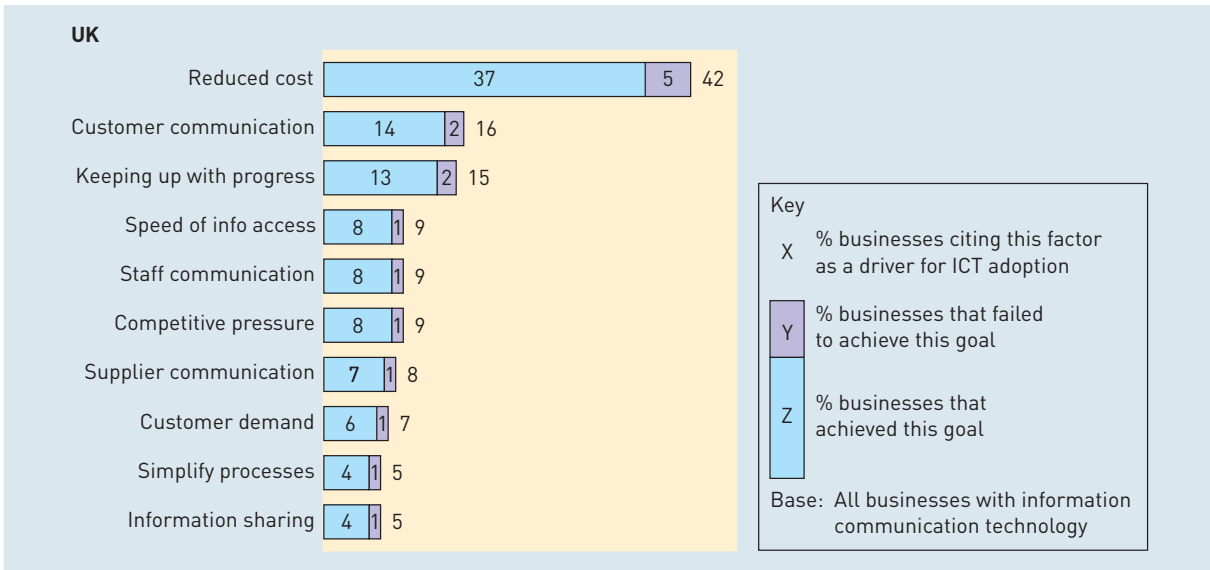 UK
Reduced cost 37 5 42
Customer communication 14 2 16
Keeping up with progress 13 2 15
Speed of info access 8 1 9
Staff communication 8 1 9
Competitive pressure 8 1 9
Supplier communication 7 1 8
Customer demand 6 1 7
Simplify processes 4 1 5
Information sharing 4 1 5
Key
X % businesses citing this factor
as a driver for ICT adoption
Y % businesses that failed
to achieve this goal
Z % businesses that
achieved this goal
Base: All businesses with information
communication technology